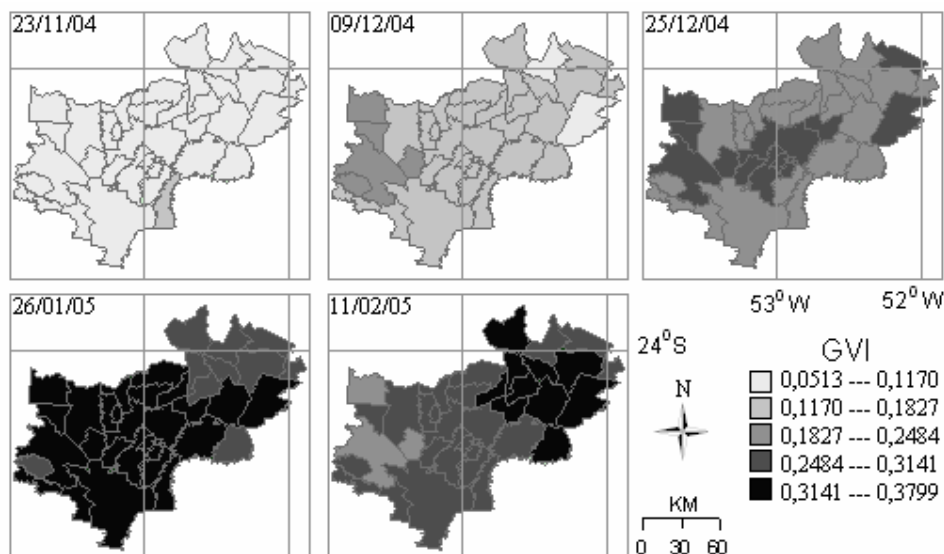 23/11/04
09/12/04
25/12/04
26/01/05
11/02/05
53⁰ W
52⁰ W
24⁰S
N
KM
0 30 60
GVI
0,0513 --- 0,1170
0,1170 --- 0,1827
0,1827 --- 0,2484
0,2484 --- 0,3141
0,3141 --- 0,3799